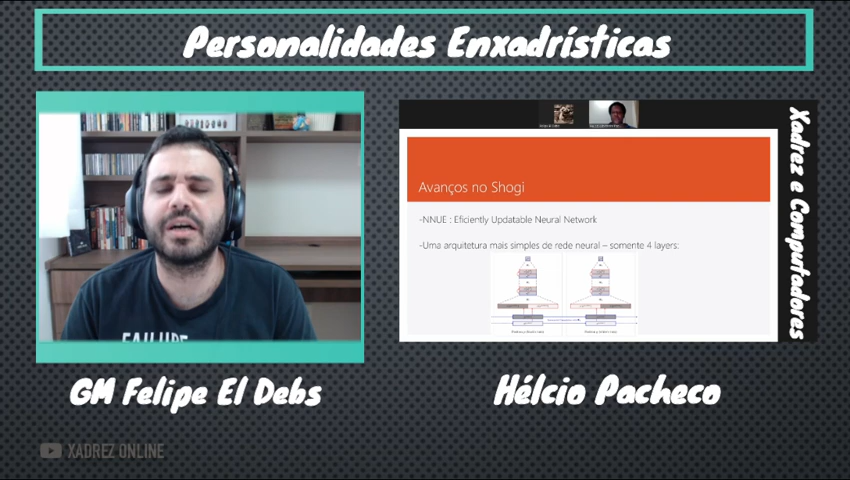 Personalidades Enxadrísticas
Avanços no Shogi
-NNUE : Eficiently Updatable Neural Network
-Uma arquitetura mais simples de rede neural – somente 4 layers:
Xadrez e Computadores
FAILURE
GM Felipe El Debs
Hélcio Pacheco
XADREZ ONLINE